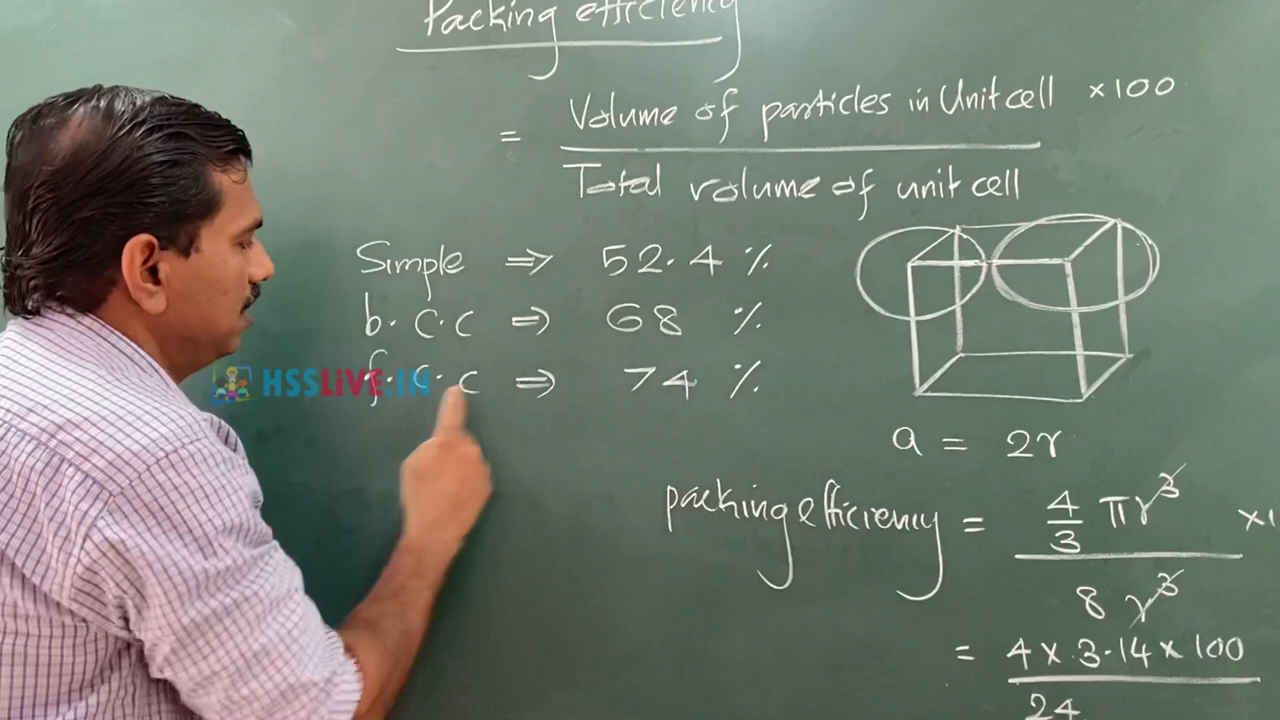 Packing efficiency
= Volume of particles in Unit cell × 100
Total volume of unit cell
Simple ⇒ 52.4 %
b.c.c ⇒ 68 %
f.c.c ⇒ 74 %
HSSLiVE.IN
a = 2r
packing efficiency = 4/3 πr³ ×1
8 r³
= 4 × 3.14 × 100
24